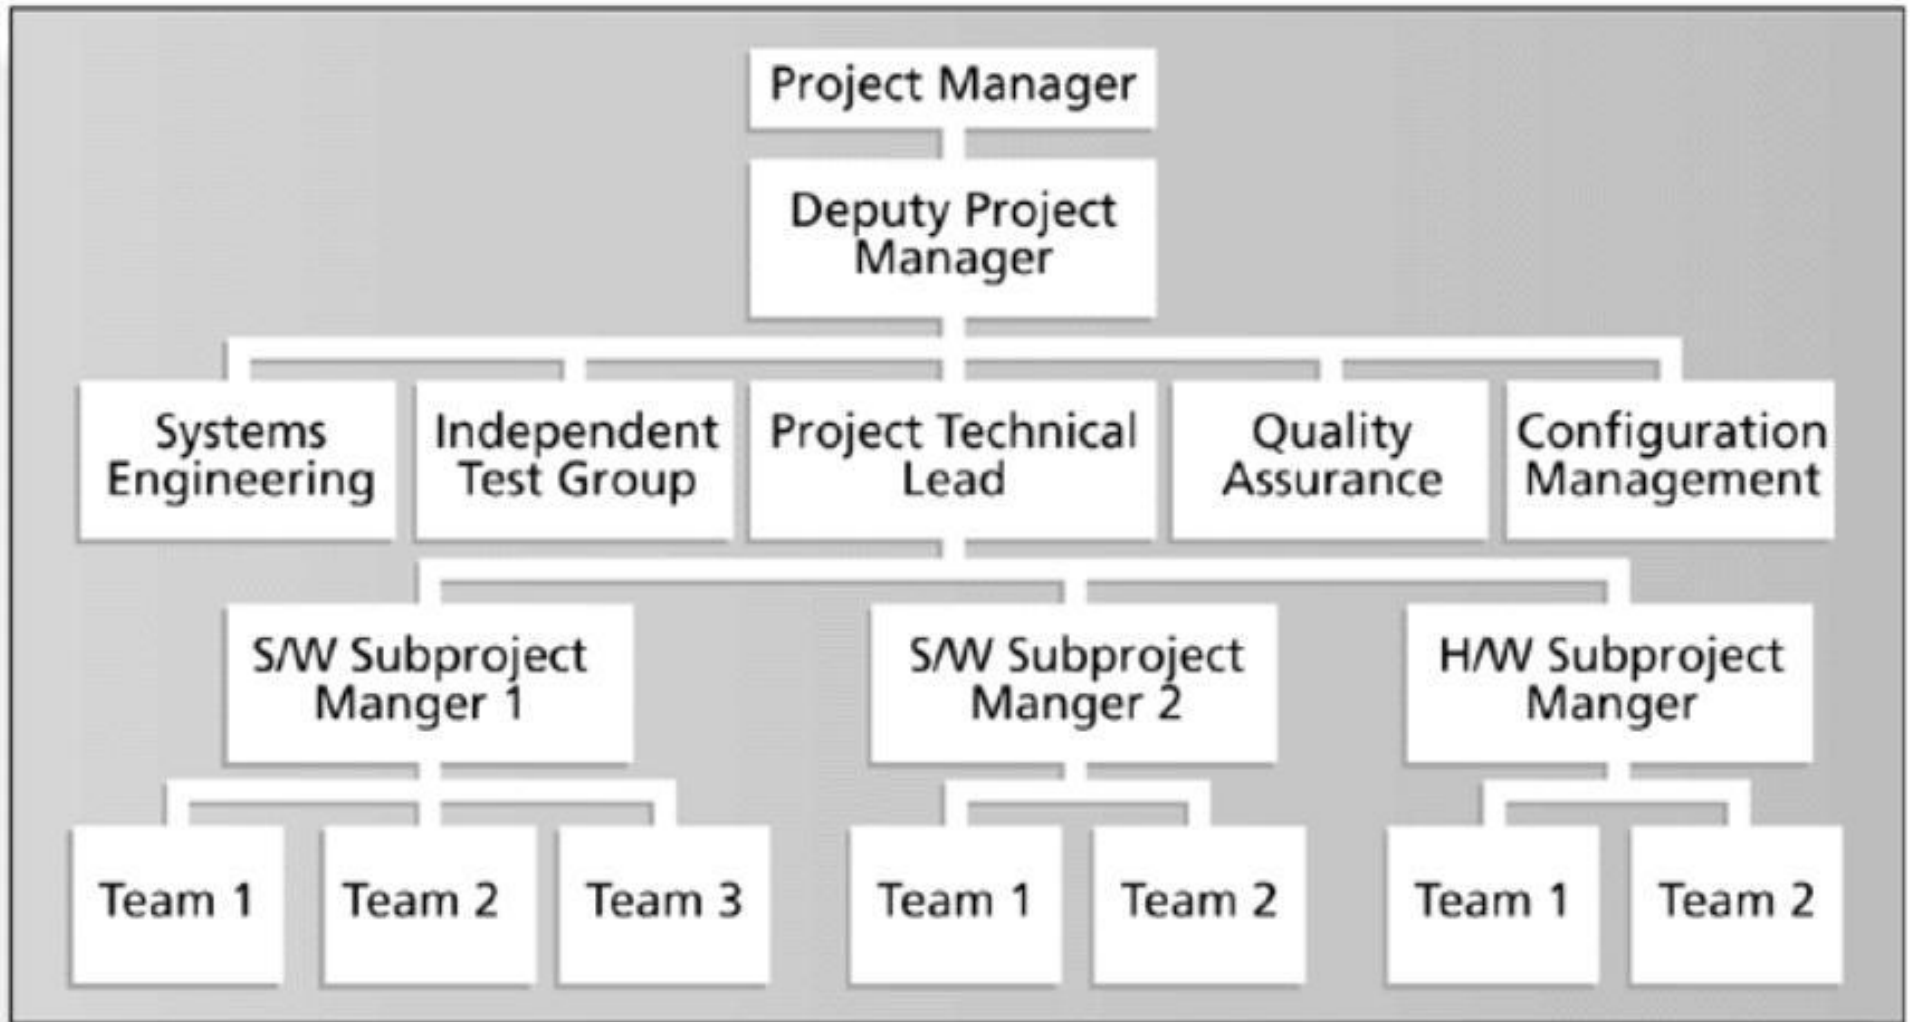 Project Manager
Deputy Project
Manager
Systems
Engineering
Independent
Test Group
Project Technical
Lead
Quality
Assurance
Configuration
Management
S/W Subproject
Manger 1
S/W Subproject
Manger 2
H/W Subproject
Manger
Team 1
Team 2
Team 3
Team 1
Team 2
Team 1
Team 2